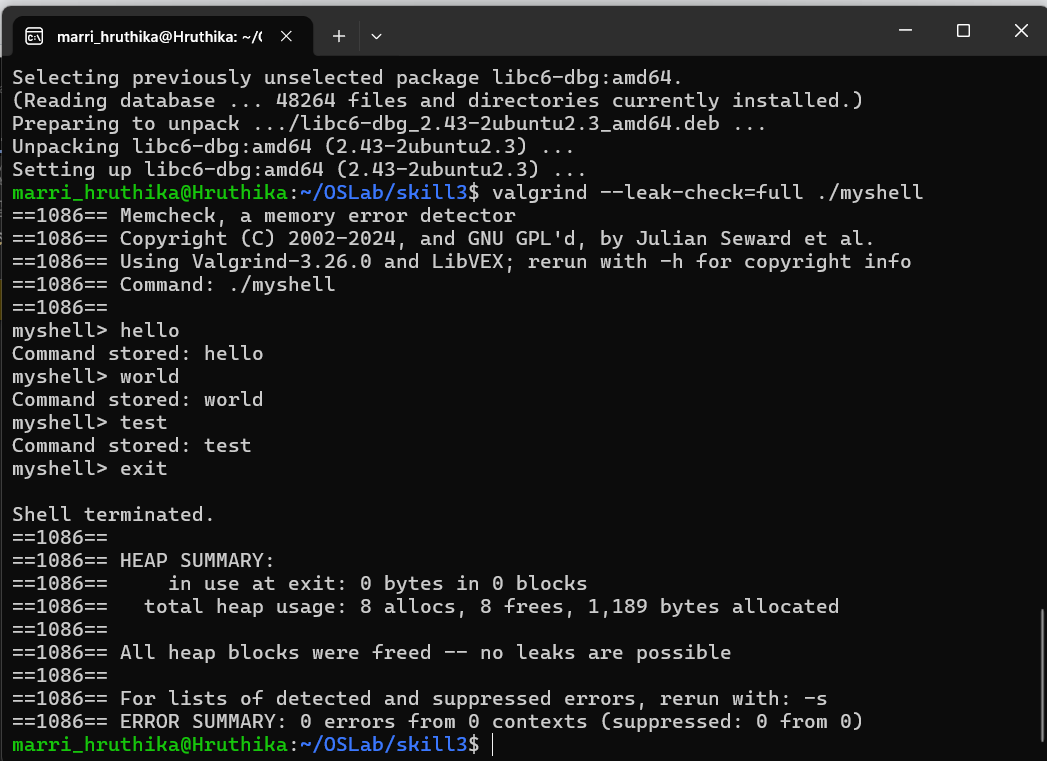 marri_hruthika@Hruthika: ~/(
Selecting previously unselected package libc6-dbg:amd64.
(Reading database ... 48264 files and directories currently installed.)
Preparing to unpack .../libc6-dbg_2.43-2ubuntu2.3_amd64.deb ...
Unpacking libc6-dbg:amd64 (2.43-2ubuntu2.3) ...
Setting up libc6-dbg:amd64 (2.43-2ubuntu2.3) ...
marri_hruthika@Hruthika:~/OSLab/skill3$ valgrind --leak-check=full ./myshell
==1086== Memcheck, a memory error detector
==1086== Copyright (C) 2002-2024, and GNU GPL'd, by Julian Seward et al.
==1086== Using Valgrind-3.26.0 and LibVEX; rerun with -h for copyright info
==1086== Command: ./myshell
==1086==
myshell> hello
Command stored: hello
myshell> world
Command stored: world
myshell> test
Command stored: test
myshell> exit

Shell terminated.
==1086==
==1086== HEAP SUMMARY:
==1086==     in use at exit: 0 bytes in 0 blocks
==1086==   total heap usage: 8 allocs, 8 frees, 1,189 bytes allocated
==1086==
==1086== All heap blocks were freed -- no leaks are possible
==1086==
==1086== For lists of detected and suppressed errors, rerun with: -s
==1086== ERROR SUMMARY: 0 errors from 0 contexts (suppressed: 0 from 0)
marri_hruthika@Hruthika:~/OSLab/skill3$